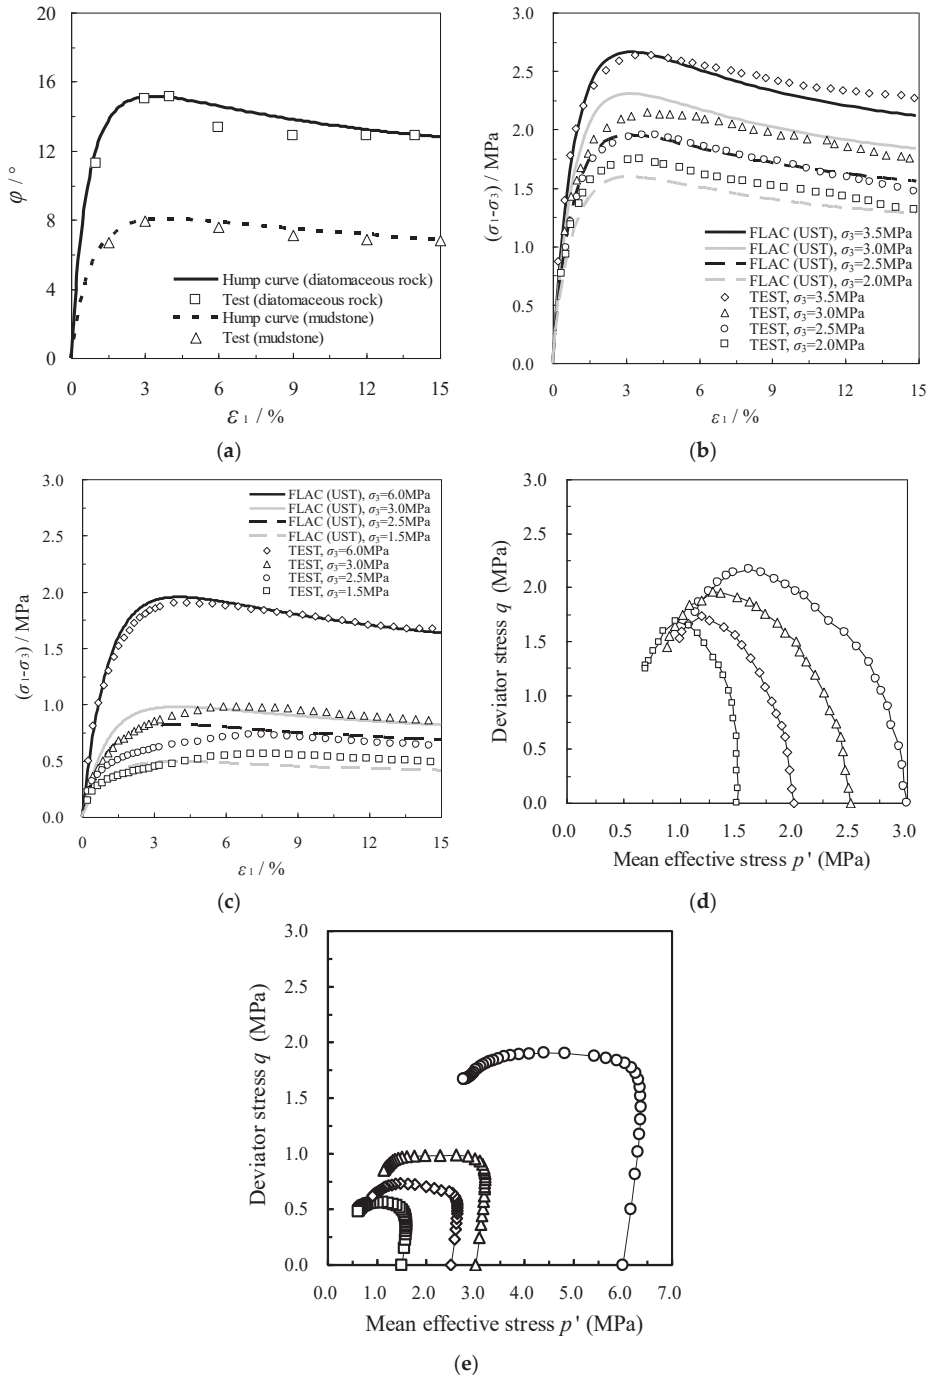 20
16
12
8
4
0
φ / °
Hump curve (diatomaceous rock)
Test (diatomaceous rock)
Hump curve (mudstone)
Test (mudstone)
0 3 6 9 12 15
ε 1 / %
(a)
3.0
2.5
2.0
1.5
1.0
0.5
0.0
(σ1-σ3) / MPa
FLAC (UST), σ3=3.5MPa
FLAC (UST), σ3=3.0MPa
FLAC (UST), σ3=2.5MPa
FLAC (UST), σ3=2.0MPa
TEST, σ3=3.5MPa
TEST, σ3=3.0MPa
TEST, σ3=2.5MPa
TEST, σ3=2.0MPa
0 3 6 9 12 15
ε 1 / %
(b)
3.0
2.5
2.0
1.5
1.0
0.5
0.0
(σ1-σ3) / MPa
FLAC (UST), σ3=6.0MPa
FLAC (UST), σ3=3.0MPa
FLAC (UST), σ3=2.5MPa
FLAC (UST), σ3=1.5MPa
TEST, σ3=6.0MPa
TEST, σ3=3.0MPa
TEST, σ3=2.5MPa
TEST, σ3=1.5MPa
0 3 6 9 12 15
ε 1 / %
(c)
3.0
2.5
2.0
1.5
1.0
0.5
0.0
Deviator stress q (MPa)
0.0 0.5 1.0 1.5 2.0 2.5 3.0
Mean effective stress p' (MPa)
(d)
3.0
2.5
2.0
1.5
1.0
0.5
0.0
Deviator stress q (MPa)
0.0 1.0 2.0 3.0 4.0 5.0 6.0 7.0
Mean effective stress p' (MPa)
(e)